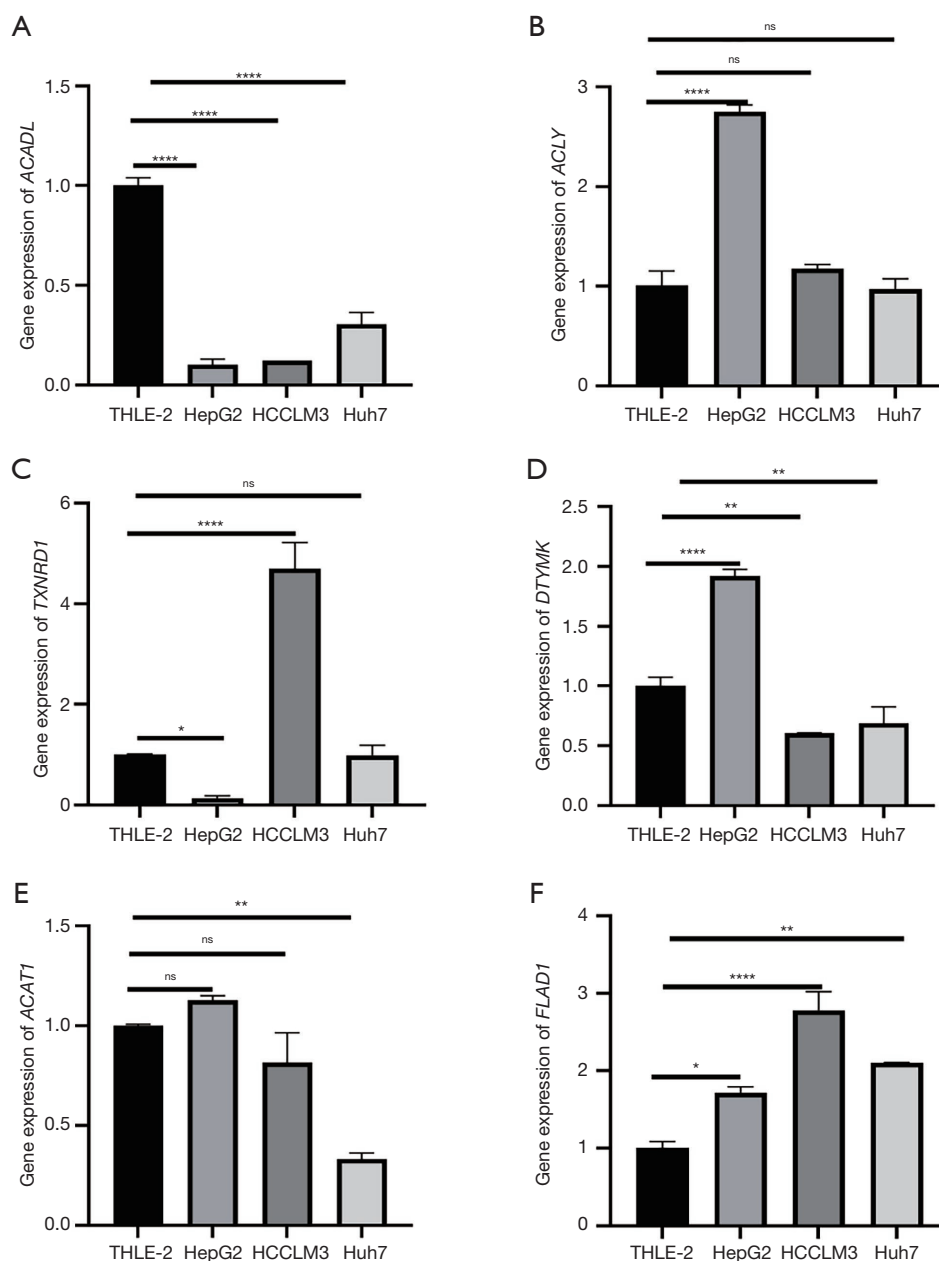 A
Gene expression of ACADL
1.5
1.0
0.5
0.0
****
****
****
THLE-2 HepG2 HCCLM3 Huh7
B
Gene expression of ACLY
3
2
1
0
ns
ns
****
THLE-2 HepG2 HCCLM3 Huh7
C
Gene expression of TXNRD1
6
4
2
0
ns
****
*
THLE-2 HepG2 HCCLM3 Huh7
D
Gene expression of DTYMK
2.5
2.0
1.5
1.0
0.5
0.0
**
**
****
THLE-2 HepG2 HCCLM3 Huh7
E
Gene expression of ACAT1
1.5
1.0
0.5
0.0
**
ns
ns
THLE-2 HepG2 HCCLM3 Huh7
F
Gene expression of FLAD1
4
3
2
1
0
**
****
*
THLE-2 HepG2 HCCLM3 Huh7